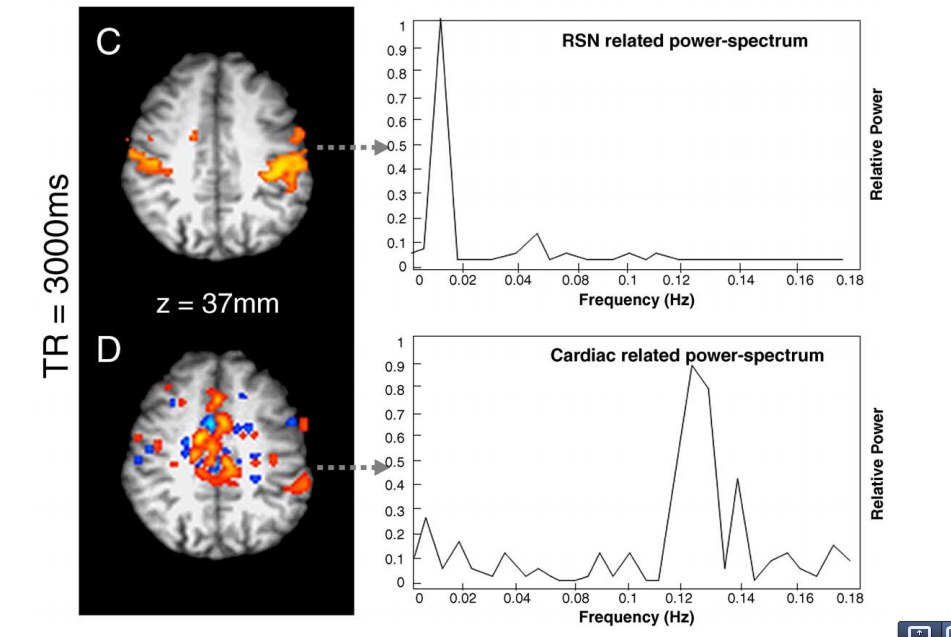 C
TR = 3000ms
z = 37mm
D
RSN related power-spectrum
1
0.9
0.8
0.7
0.6
0.5
0.4
0.3
0.2
0.1
0
0 0.02 0.04 0.06 0.08 0.1 0.12 0.14 0.16 0.18
Frequency (Hz)
Relative Power
Cardiac related power-spectrum
1
0.9
0.8
0.7
0.6
0.5
0.4
0.3
0.2
0.1
0
0 0.02 0.04 0.06 0.08 0.1 0.12 0.14 0.16 0.18
Frequency (Hz)
Relative Power